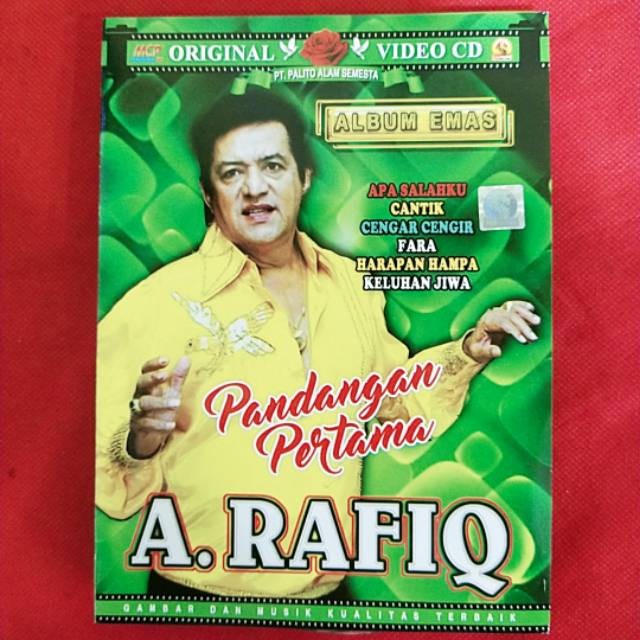 MCP ORIGINAL VIDEO CD
PT. PALITO ALAM SEMESTA
ALBUM EMAS
APA SALAHKU
CANTIK
CENGAR CENGIR
FARA
HARAPAN HAMPA
KELUHAN JIWA
Pandangan
Pertama
A. RAFIQ
GAMBAR DAN MUSIK KUALITAS TERBAIK